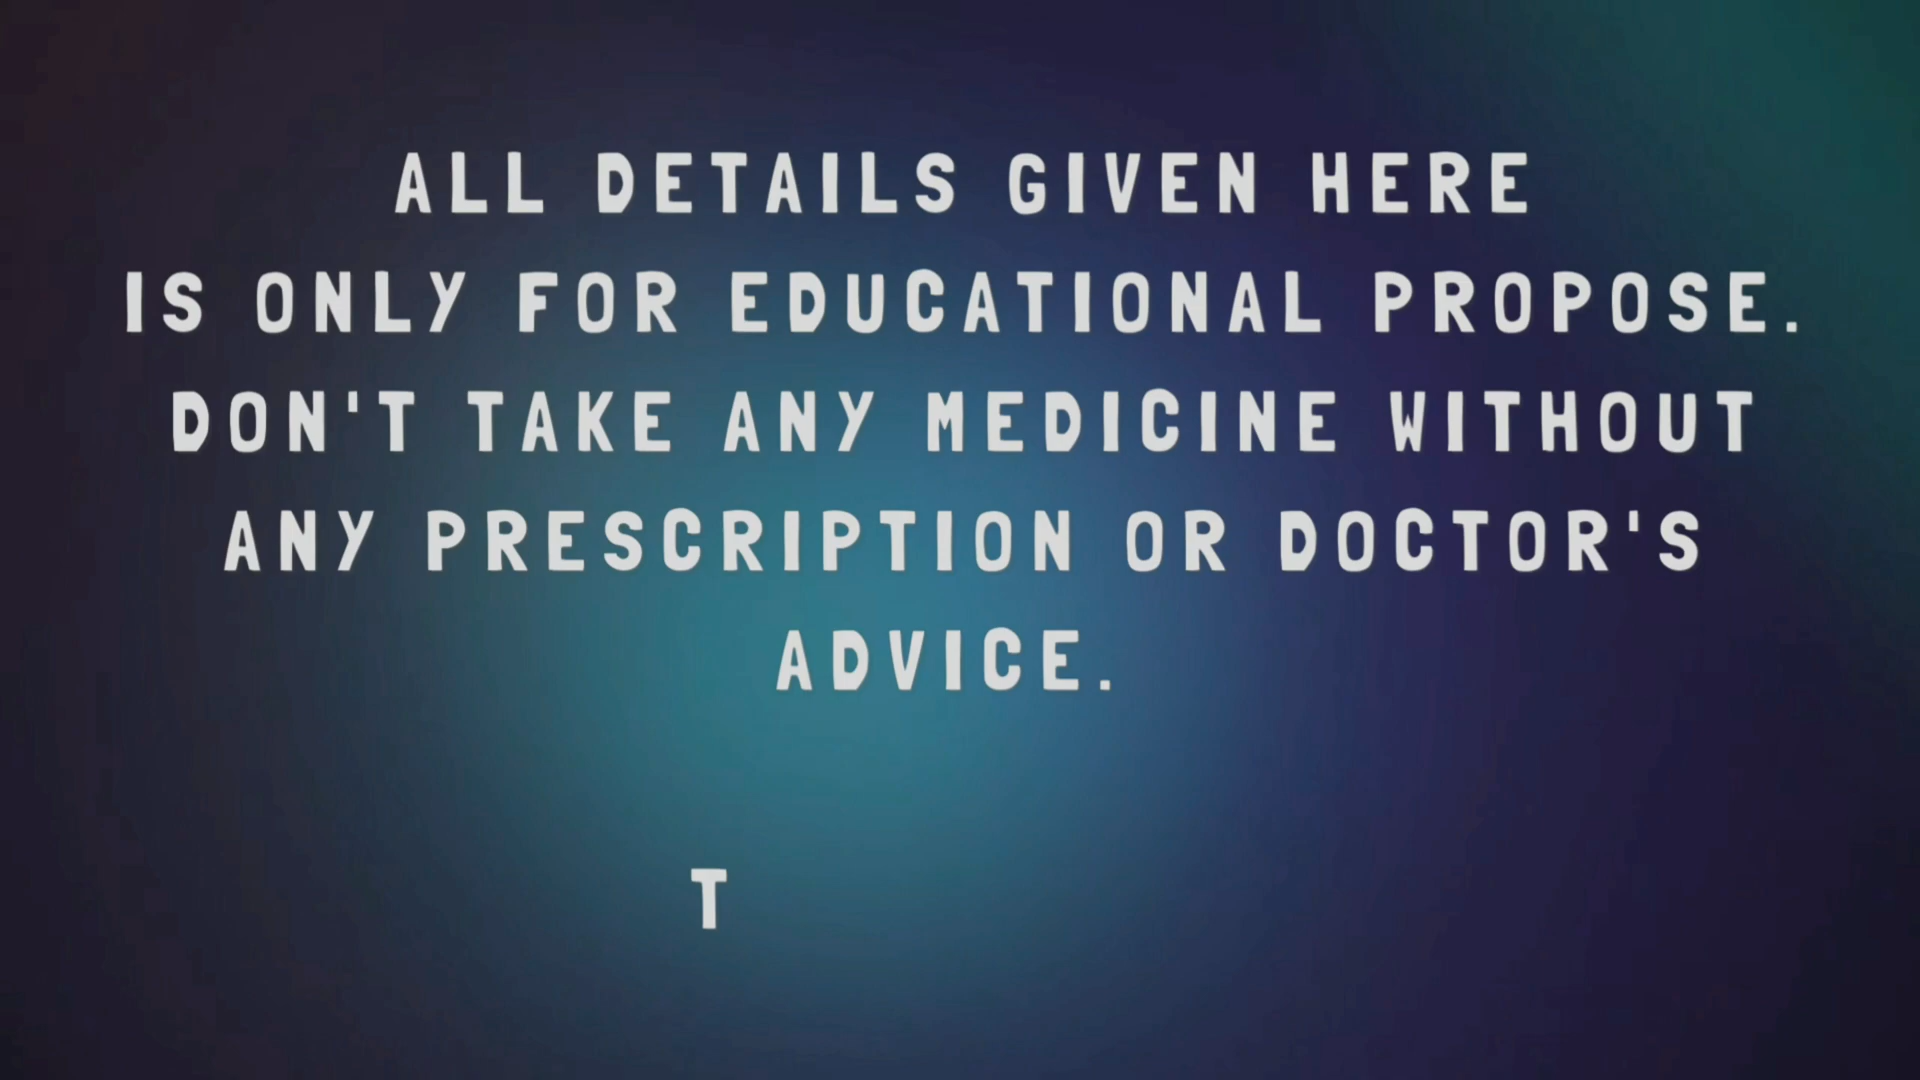 ALL DETAILS GIVEN HERE
IS ONLY FOR EDUCATIONAL PROPOSE.
DON'T TAKE ANY MEDICINE WITHOUT
ANY PRESCRIPTION OR DOCTOR'S
ADVICE.
T